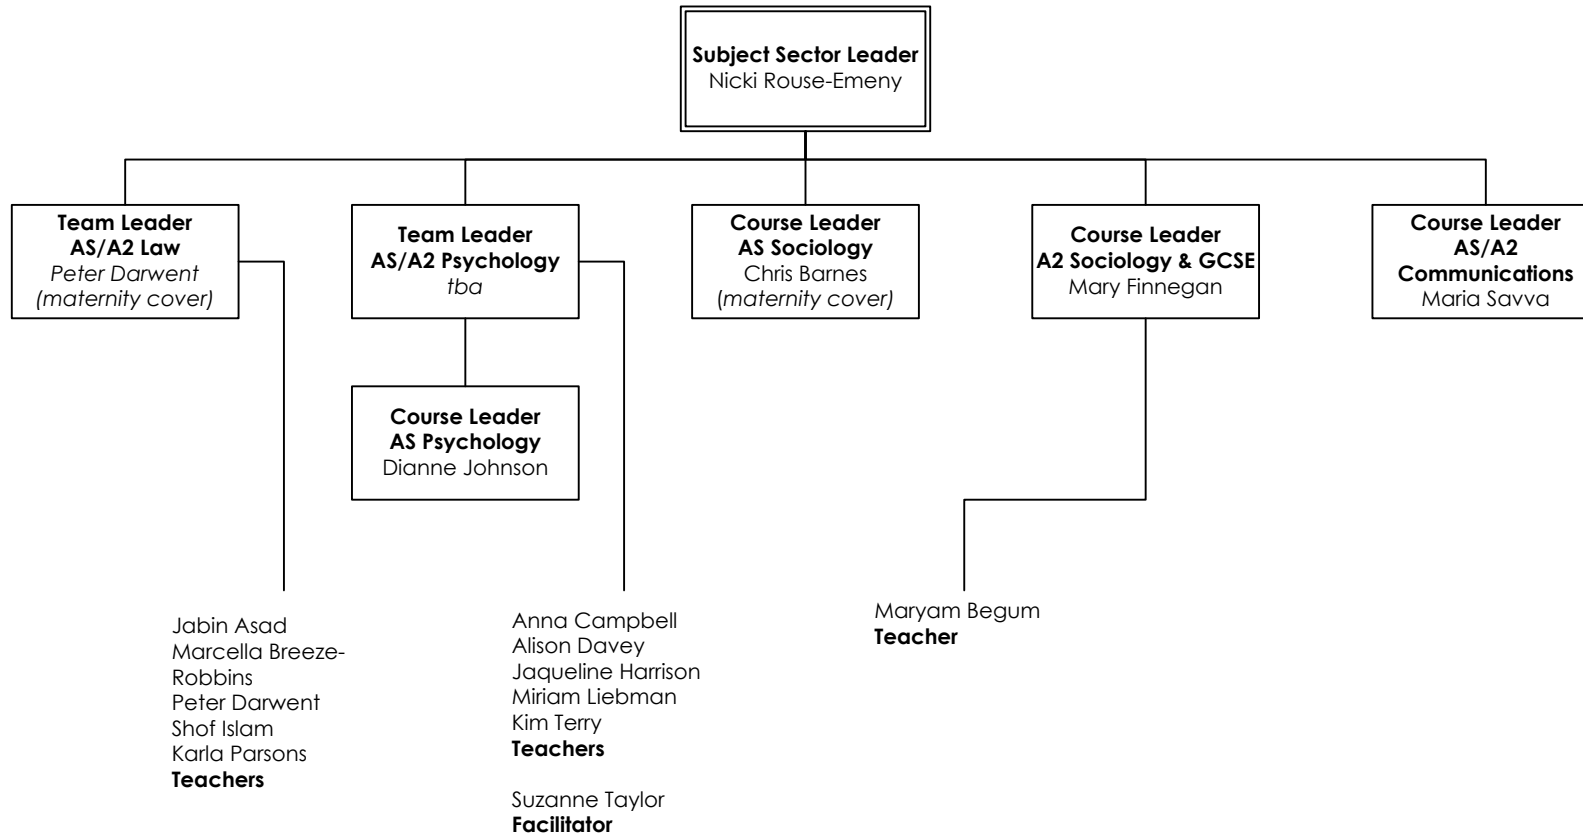 Subject Sector Leader
Nicki Rouse-Emeny
Team Leader
AS/A2 Law
Peter Darwent
(maternity cover)
Team Leader
AS/A2 Psychology
tba
Course Leader
AS Sociology
Chris Barnes
(maternity cover)
Course Leader
A2 Sociology & GCSE
Mary Finnegan
Course Leader
AS/A2
Communications
Maria Savva
Course Leader
AS Psychology
Dianne Johnson
Jabin Asad
Marcella Breeze-
Robbins
Peter Darwent
Shof Islam
Karla Parsons
Teachers
Anna Campbell
Alison Davey
Jaqueline Harrison
Miriam Liebman
Kim Terry
Teachers
Suzanne Taylor
Facilitator
Maryam Begum
Teacher